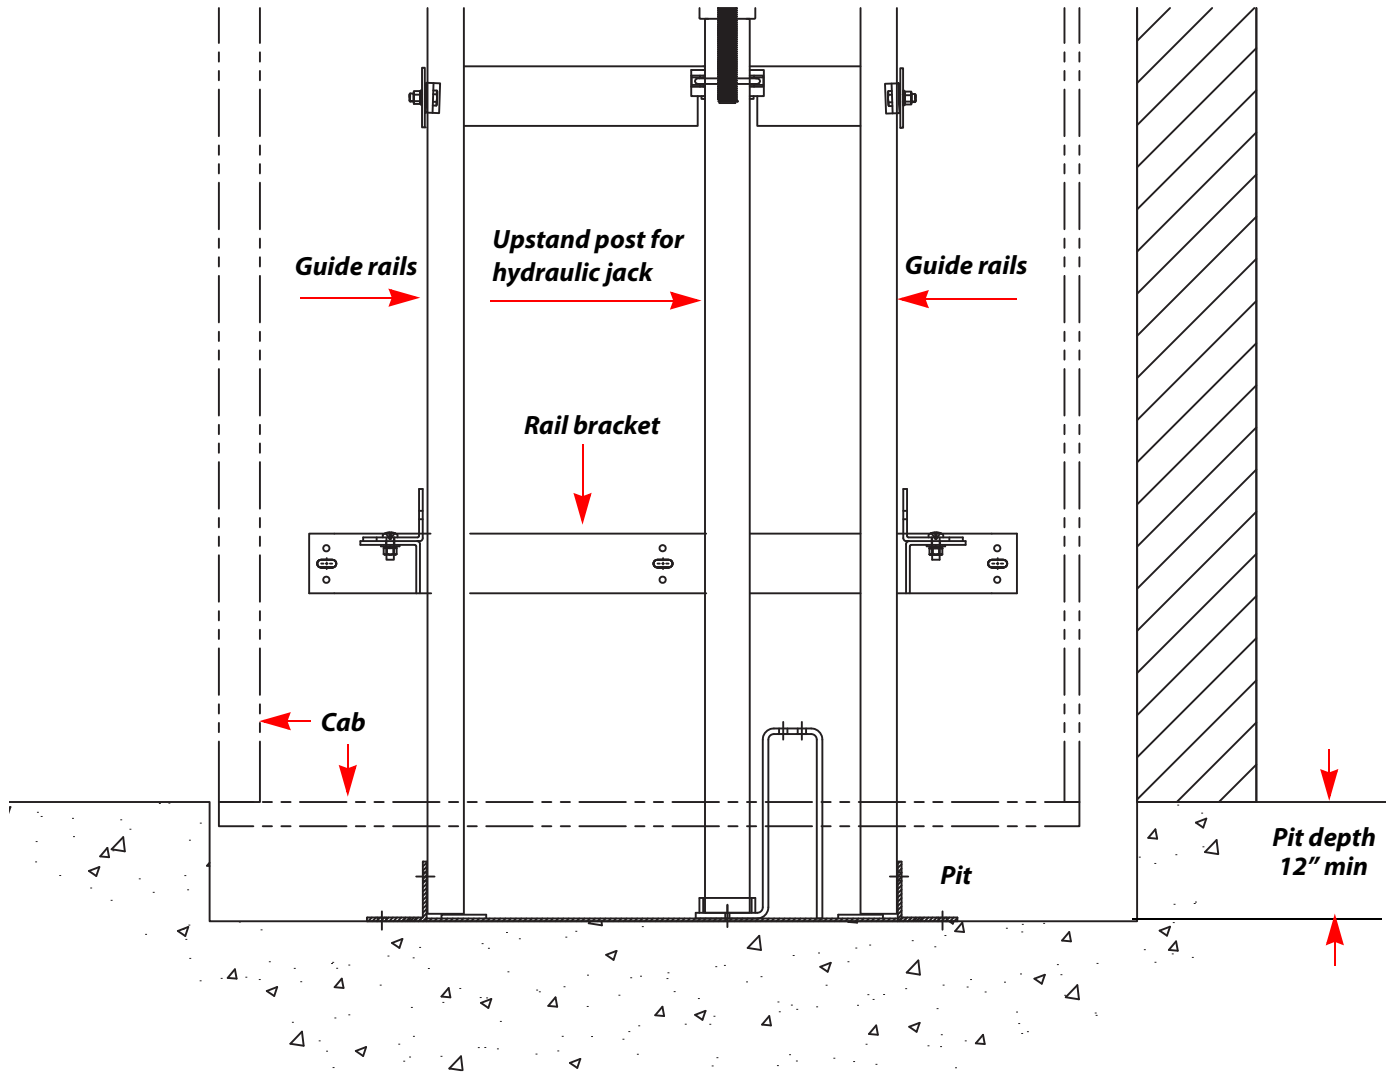 Upstand post for
hydraulic jack
Guide rails
Guide rails
Rail bracket
Cab
Pit depth
12” min
Pit